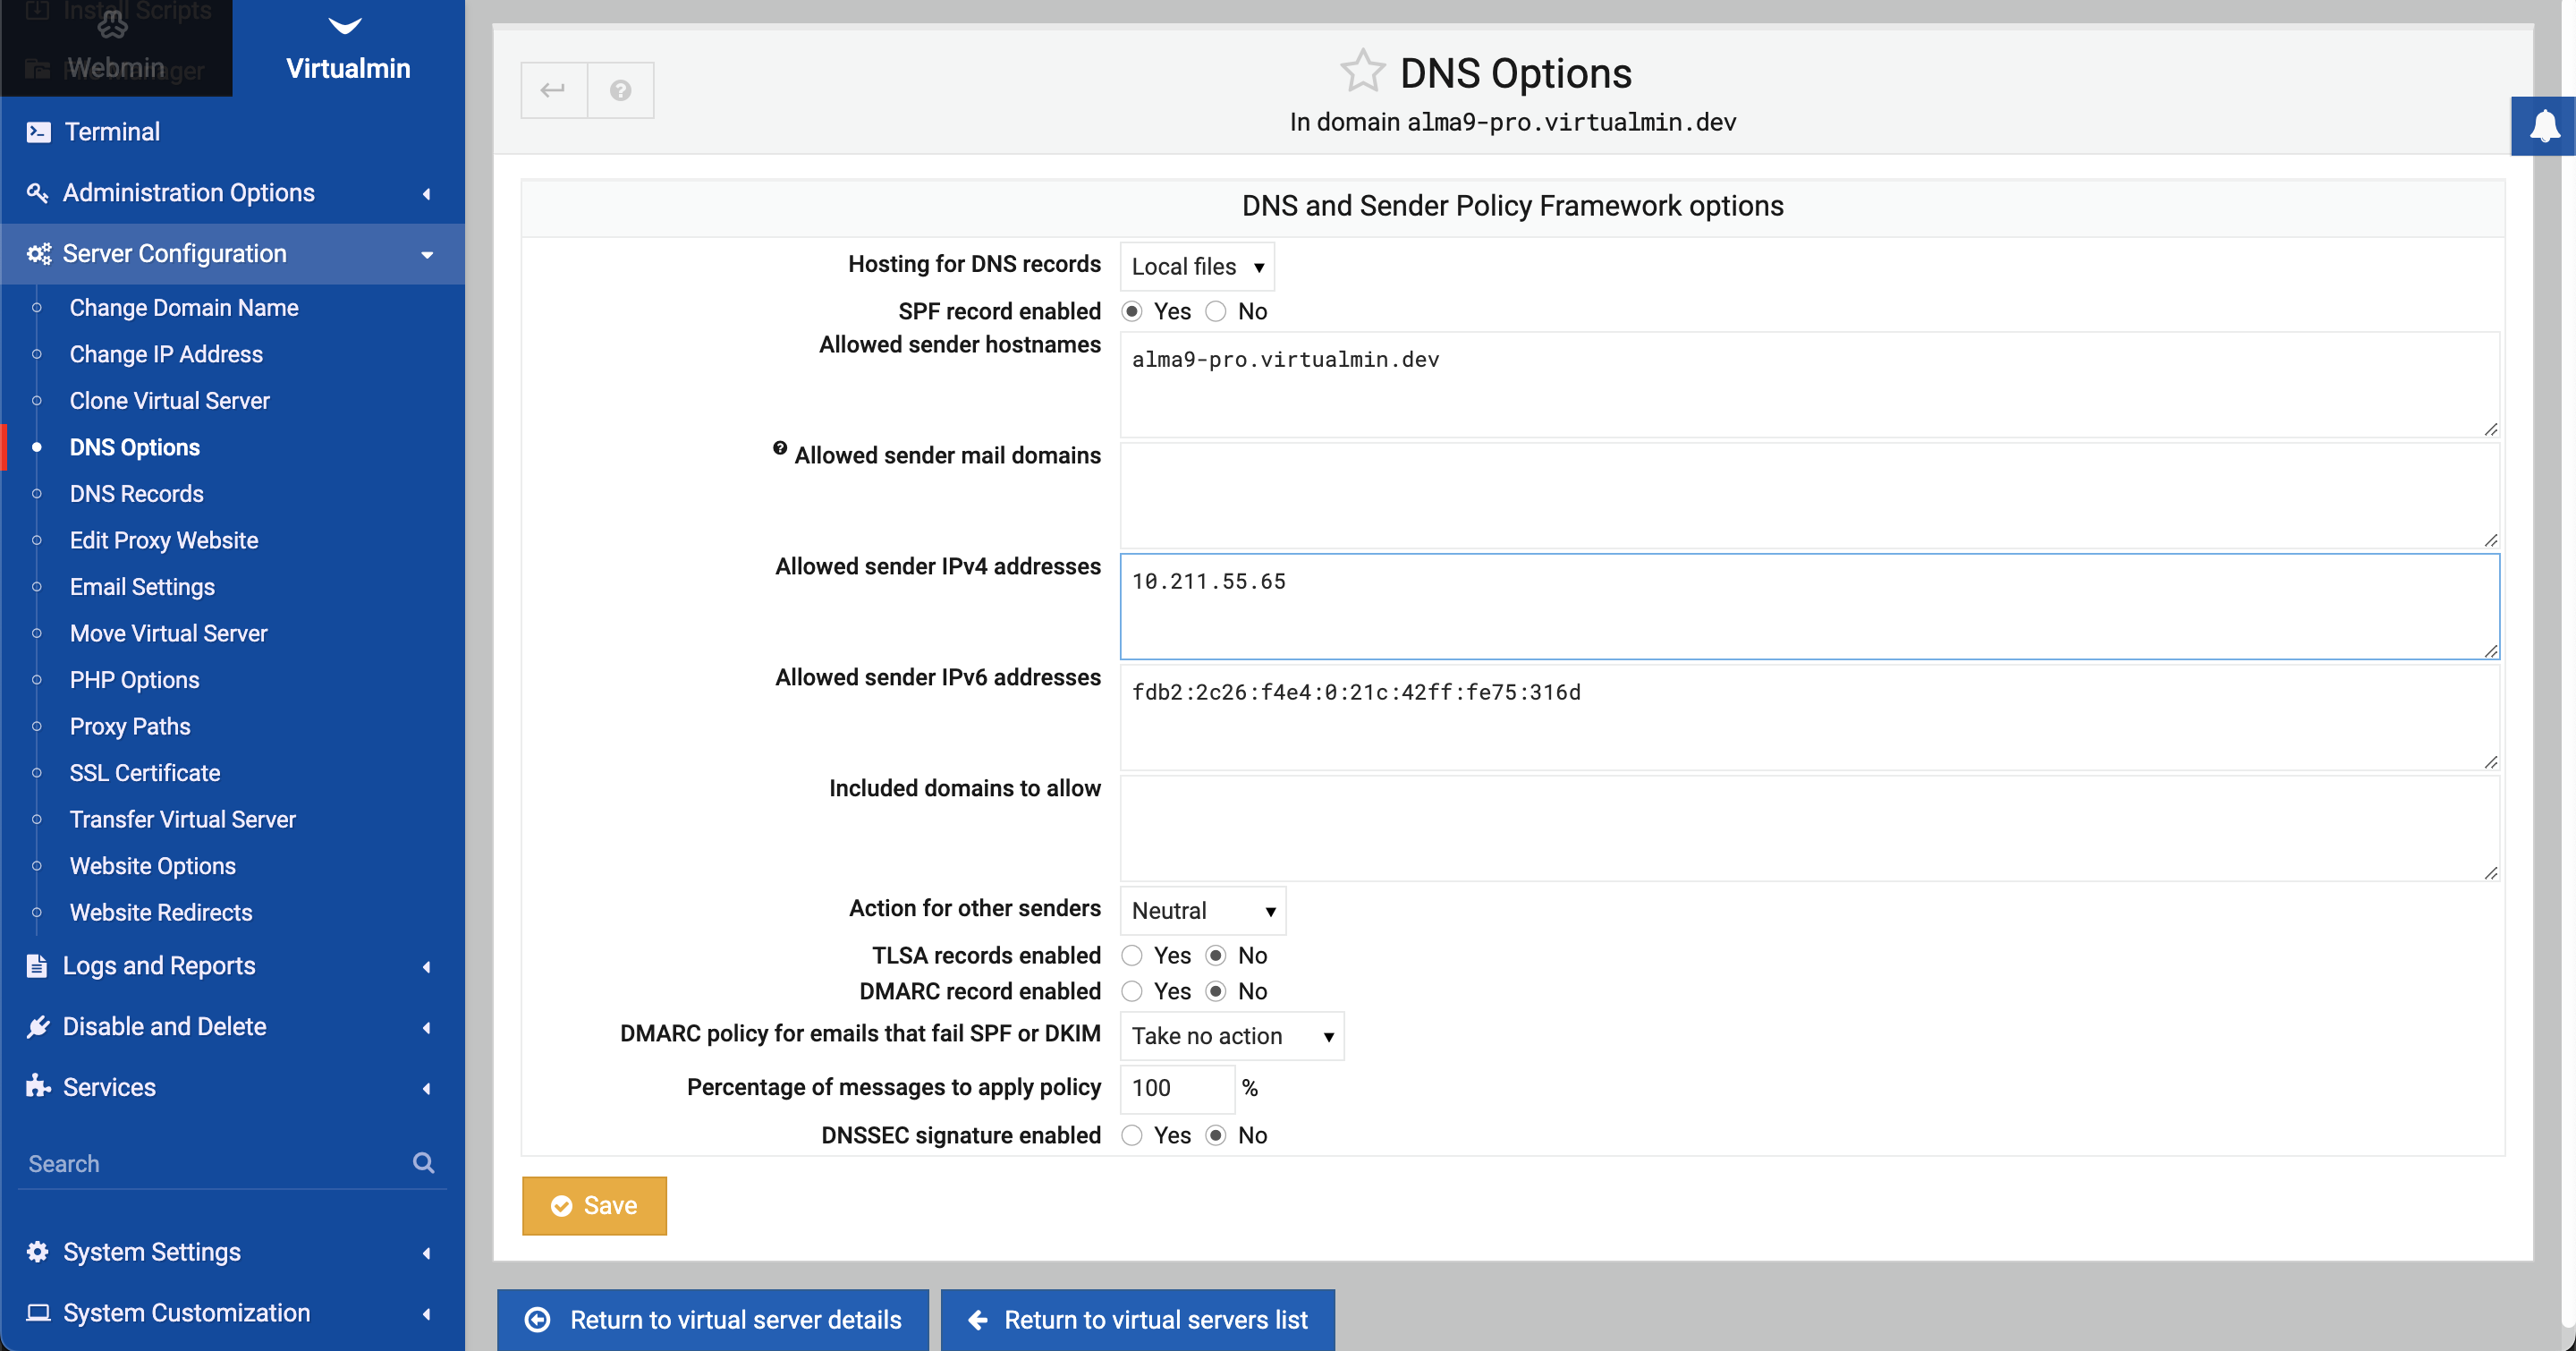 Install Scripts
Webmin
File Manager
Virtualmin
Terminal
Administration Options
Server Configuration
Change Domain Name
Change IP Address
Clone Virtual Server
DNS Options
DNS Records
Edit Proxy Website
Email Settings
Move Virtual Server
PHP Options
Proxy Paths
SSL Certificate
Transfer Virtual Server
Website Options
Website Redirects
Logs and Reports
Disable and Delete
Services
Search
System Settings
System Customization
DNS Options
In domain alma9-pro.virtualmin.dev
DNS and Sender Policy Framework options
Hosting for DNS records Local files
SPF record enabled Yes No
Allowed sender hostnames alma9-pro.virtualmin.dev
Allowed sender mail domains
Allowed sender IPv4 addresses 10.211.55.65
Allowed sender IPv6 addresses fdb2:2c26:f4e4:0:21c:42ff:fe75:316d
Included domains to allow
Action for other senders Neutral
TLSA records enabled Yes No
DMARC record enabled Yes No
DMARC policy for emails that fail SPF or DKIM Take no action
Percentage of messages to apply policy 100 %
DNSSEC signature enabled Yes No
Save
Return to virtual server details
Return to virtual servers list